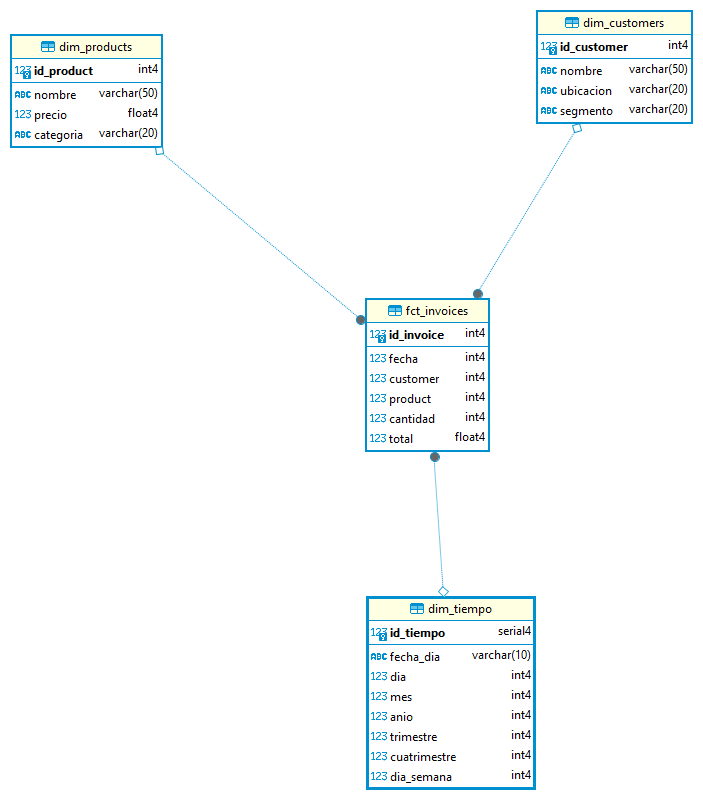 dim_products
123 id_product int4
ABC nombre varchar(50)
123 precio float4
ABC categoria varchar(20)
dim_customers
123 id_customer int4
ABC nombre varchar(50)
ABC ubicacion varchar(20)
ABC segmento varchar(20)
fct_invoices
123 id_invoice int4
123 fecha int4
123 customer int4
123 product int4
123 cantidad int4
123 total float4
dim_tiempo
123 id_tiempo serial4
ABC fecha_dia varchar(10)
123 dia int4
123 mes int4
123 anio int4
123 trimestre int4
123 cuatrimestre int4
123 dia_semana int4